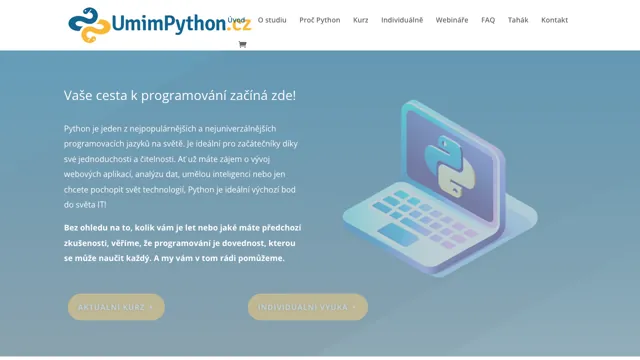 UmimPython.cz
Úvod O studiu Proč Python Kurz Individuálně Webináře FAQ Tahák Kontakt
Vaše cesta k programování začíná zde!
Python je jeden z nejpopulárnějších a nejuniverzálnějších
programovacích jazyků na světě. Je ideální pro začátečníky díky
své jednoduchosti a čitelnosti. Ať už máte zájem o vývoj
webových aplikací, analýzu dat, umělou inteligenci nebo jen
chcete pochopit svět technologií, Python je ideální výchozí bod
do světa IT!
Bez ohledu na to, kolik vám je let nebo jaké máte předchozí
zkušenosti, věříme, že programování je dovednost, kterou
se může naučit každý. A my vám v tom rádi pomůžeme.
AKTUÁLNÍ KURZ
INDIVIDUÁLNÍ VÝUKA